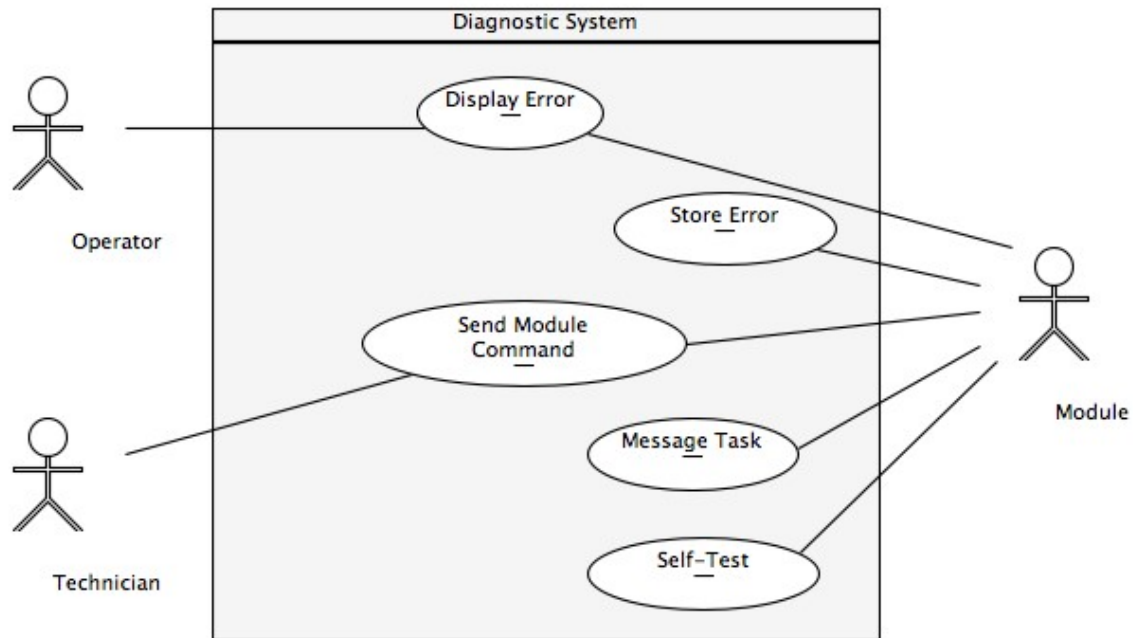 Diagnostic System
Display Error
Store Error
Operator
Send Module
Command
Module
Message Task
Self-Test
Technician